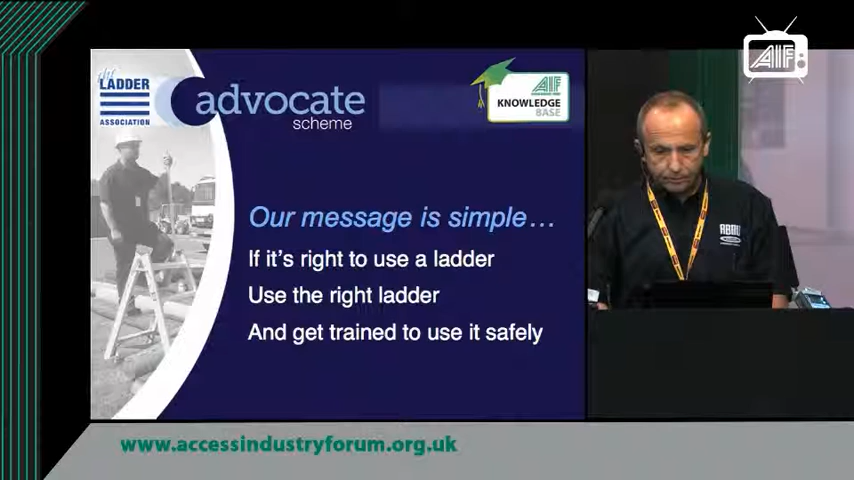 AIF
the
LADDER
ASSOCIATION
advocate
scheme
AIF
KNOWLEDGE
BASE
Our message is simple…
If it's right to use a ladder
Use the right ladder
And get trained to use it safely
www.accessindustryforum.org.uk